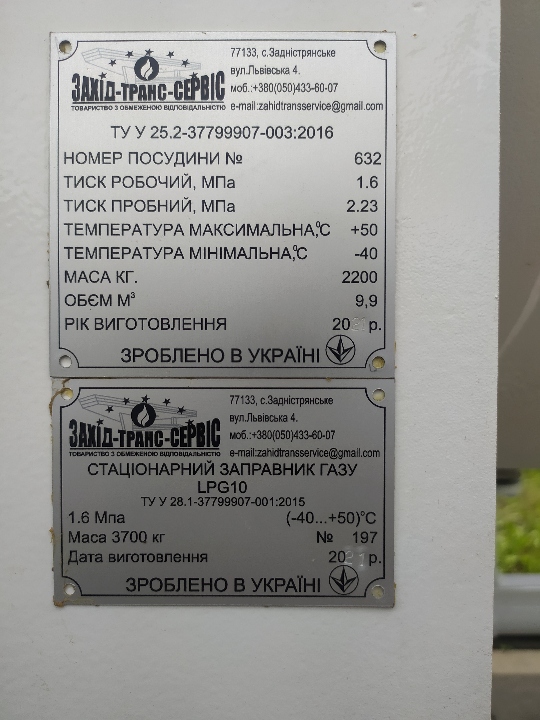 ЗАХІД-ТРАНС-СЕРВІС
ТОВАРИСТВО З ОБМЕЖЕНОЮ ВІДПОВІДАЛЬНІСТЮ
77133, с.Задністрянське
вул.Львівська 4.
моб.:+380(050)433-60-07
e-mail:zahidtransservice@gmail.com
ТУ У 25.2-37799907-003:2016
НОМЕР ПОСУДИНИ № 632
ТИСК РОБОЧИЙ, МПа 1.6
ТИСК ПРОБНИЙ, МПа 2.23
ТЕМПЕРАТУРА МАКСИМАЛЬНА,°С +50
ТЕМПЕРАТУРА МІНІМАЛЬНА,°С -40
МАСА КГ. 2200
ОБЄМ М³ 9,9
РІК ВИГОТОВЛЕННЯ 20 р.
ЗРОБЛЕНО В УКРАЇНІ
ЗАХІД-ТРАНС-СЕРВІС
ТОВАРИСТВО З ОБМЕЖЕНОЮ ВІДПОВІДАЛЬНІСТЮ
77133, с.Задністрянське
вул.Львівська 4.
моб.:+380(050)433-60-07
e-mail:zahidtransservice@gmail.com
СТАЦІОНАРНИЙ ЗАПРАВНИК ГАЗУ
LPG10
ТУ У 28.1-37799907-001:2015
1.6 Мпа (-40...+50)°С
Маса 3700 кг № 197
Дата виготовлення 2021 р.
ЗРОБЛЕНО В УКРАЇНІ